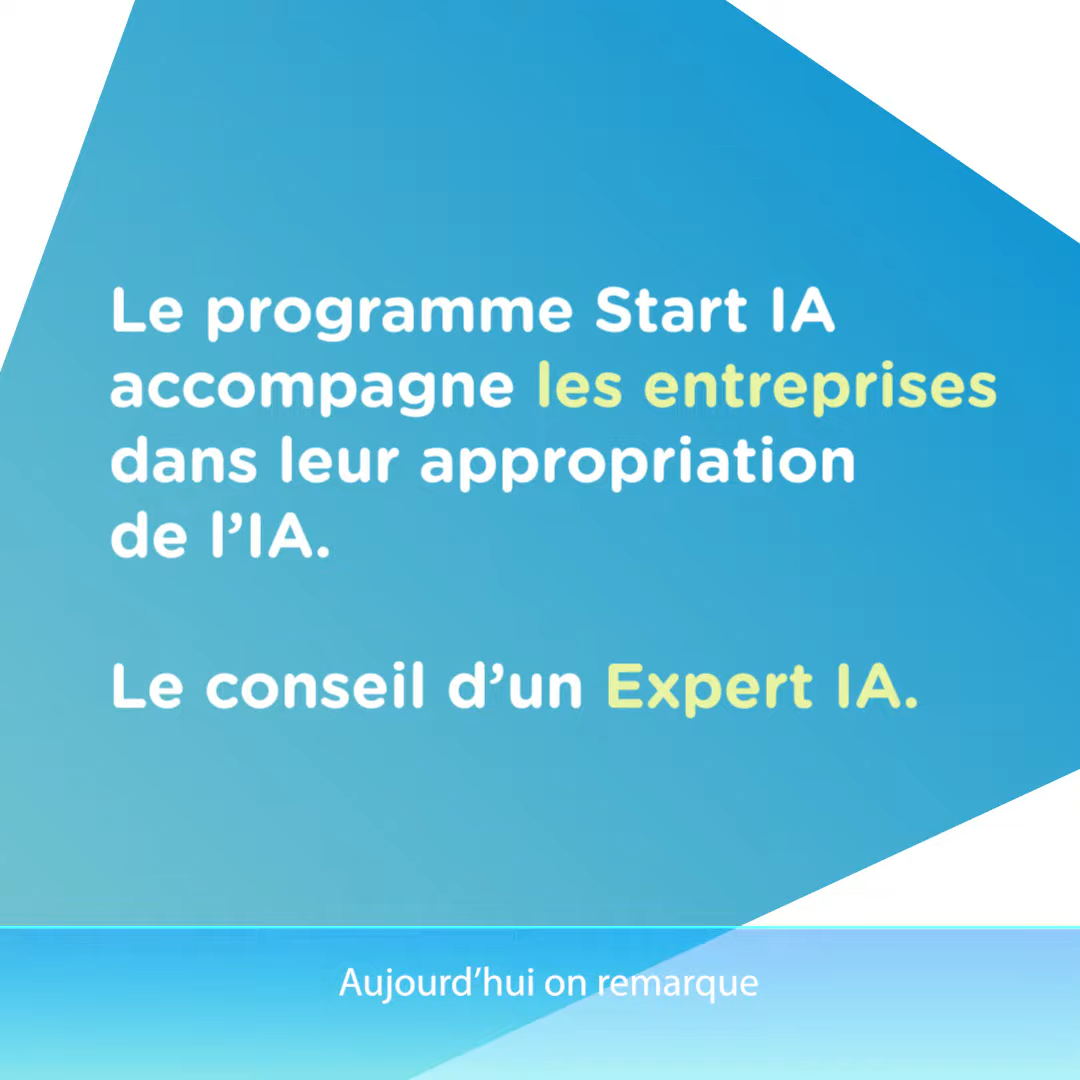 Le programme Start IA
accompagne les entreprises
dans leur appropriation
de l’IA.
Le conseil d’un Expert IA.
Aujourd’hui on remarque